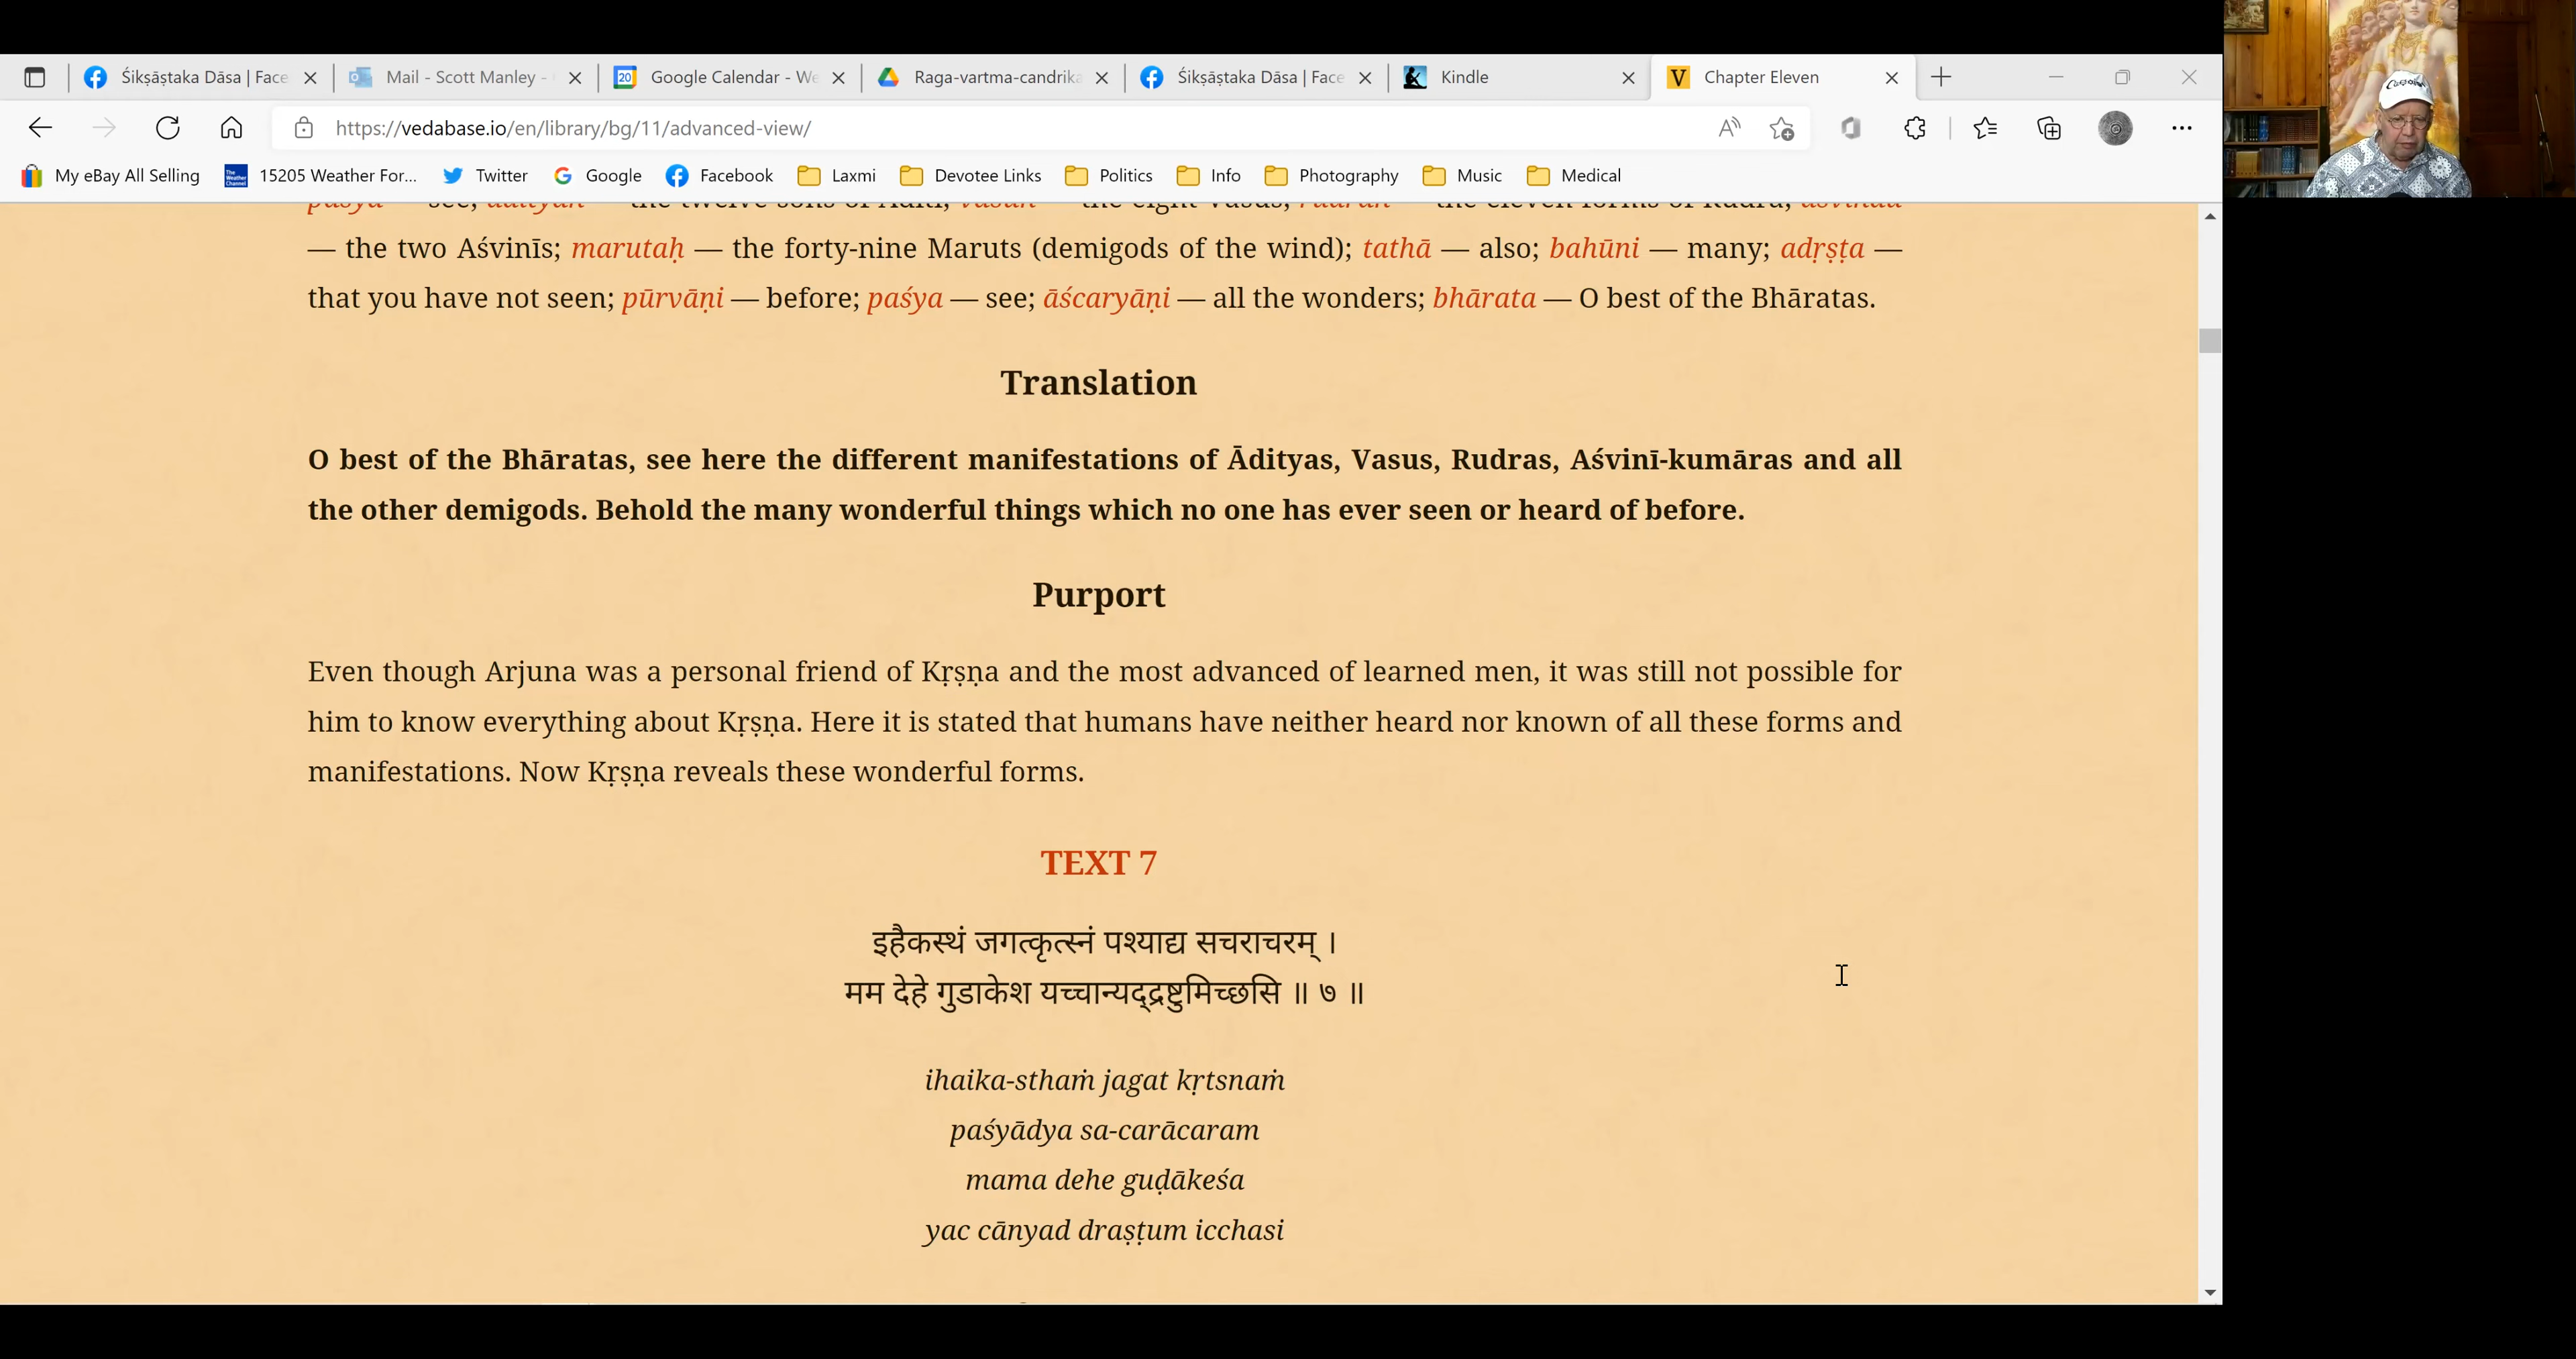 Śikṣāṣtaka Dāsa | Face
Mail - Scott Manley -
Google Calendar - We
Raga-vartma-candrika
Śikṣāṣtaka Dāsa | Face
Kindle
Chapter Eleven
https://vedabase.io/en/library/bg/11/advanced-view/
My eBay All Selling
15205 Weather For...
Twitter
Google
Facebook
Laxmi
Devotee Links
Politics
Info
Photography
Music
Medical
— the two Aśvinīs; marutaḥ — the forty-nine Maruts (demigods of the wind); tathā — also; bahūni — many; adṛṣṭa —
that you have not seen; pūrvāṇi — before; paśya — see; āścaryāṇi — all the wonders; bhārata — O best of the Bhāratas.
Translation
O best of the Bhāratas, see here the different manifestations of Ādityas, Vasus, Rudras, Aśvinī-kumāras and all
the other demigods. Behold the many wonderful things which no one has ever seen or heard of before.
Purport
Even though Arjuna was a personal friend of Kṛṣṇa and the most advanced of learned men, it was still not possible for
him to know everything about Kṛṣṇa. Here it is stated that humans have neither heard nor known of all these forms and
manifestations. Now Kṛṣṇa reveals these wonderful forms.
TEXT 7
इहैकस्थं जगत्कृत्स्नं पश्याद्य सचराचरम् ।
मम देहे गुडाकेश यच्चान्यद्‍द्रष्टुमिच्छसि ॥ ७ ॥
ihaika-sthaṁ jagat kṛtsnaṁ
paśyādya sa-carācaram
mama dehe guḍākeśa
yac cānyad draṣṭum icchasi